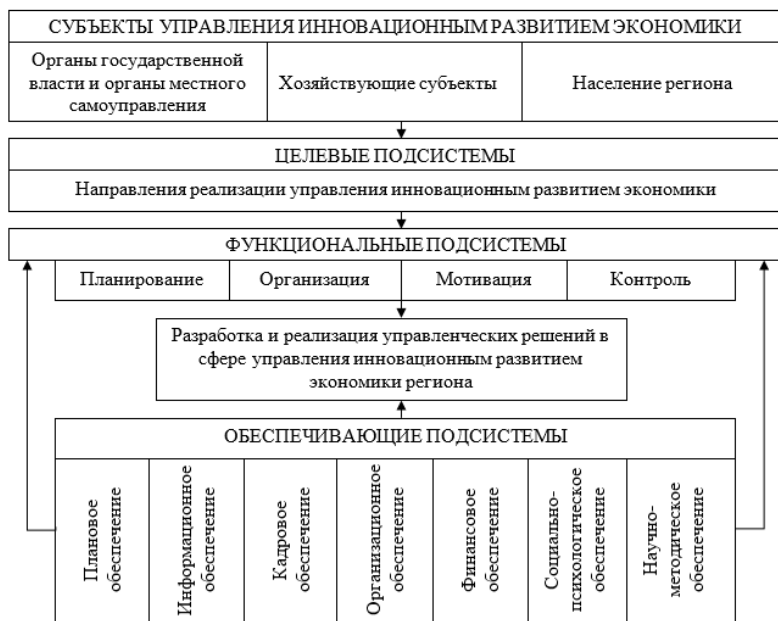 СУБЪЕКТЫ УПРАВЛЕНИЯ ИННОВАЦИОННЫМ РАЗВИТИЕМ ЭКОНОМИКИ
Органы государственной
власти и органы местного
самоуправления
Хозяйствующие субъекты
Население региона
ЦЕЛЕВЫЕ ПОДСИСТЕМЫ
Направления реализации управления инновационным развитием экономики
ФУНКЦИОНАЛЬНЫЕ ПОДСИСТЕМЫ
Планирование
Организация
Мотивация
Контроль
Разработка и реализация управленческих решений в
сфере управления инновационным развитием
экономики региона
ОБЕСПЕЧИВАЮЩИЕ ПОДСИСТЕМЫ
Плановое
обеспечение
Информационное
обеспечение
Кадровое
обеспечение
Организационное
обеспечение
Финансовое
обеспечение
Социально-
психологическое
обеспечение
Научно-
методическое
обеспечение